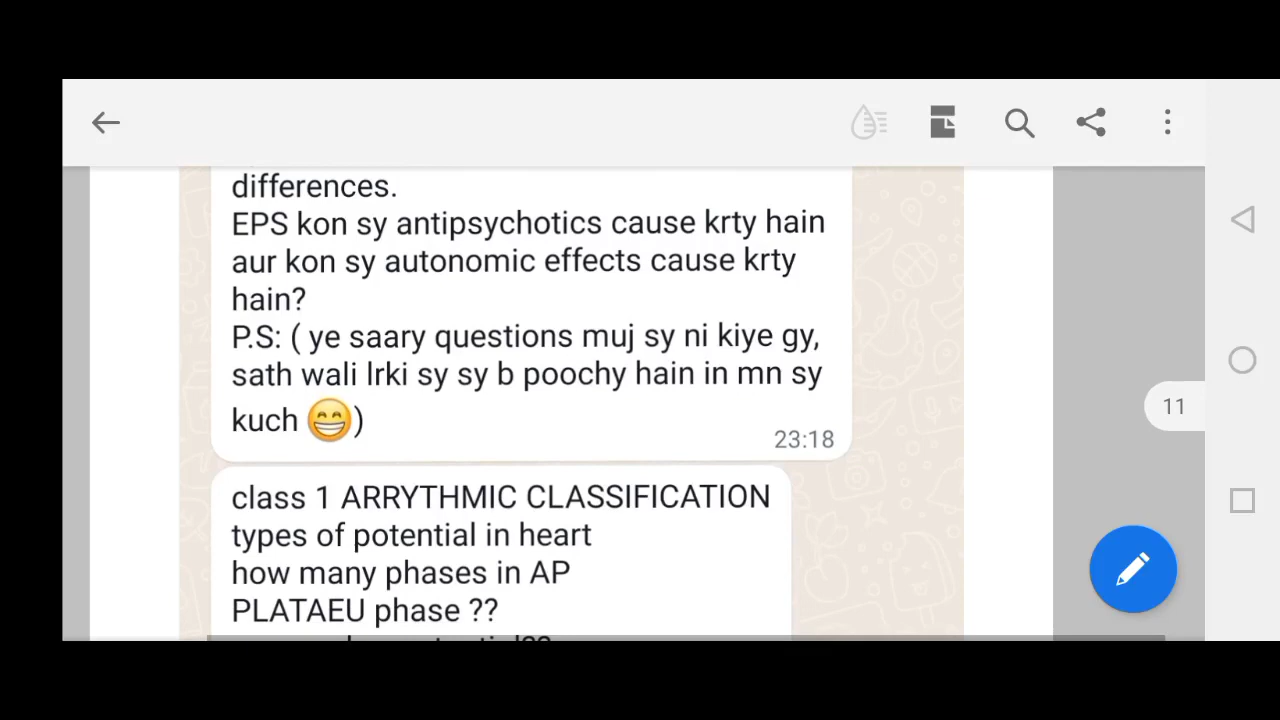 differences.
EPS kon sy antipsychotics cause krty hain
aur kon sy autonomic effects cause krty
hain?
P.S: ( ye saary questions muj sy ni kiye gy,
sath wali lrki sy sy b poochy hain in mn sy
kuch 😁)
23:18
11
class 1 ARRYTHMIC CLASSIFICATION
types of potential in heart
how many phases in AP
PLATAEU phase ??